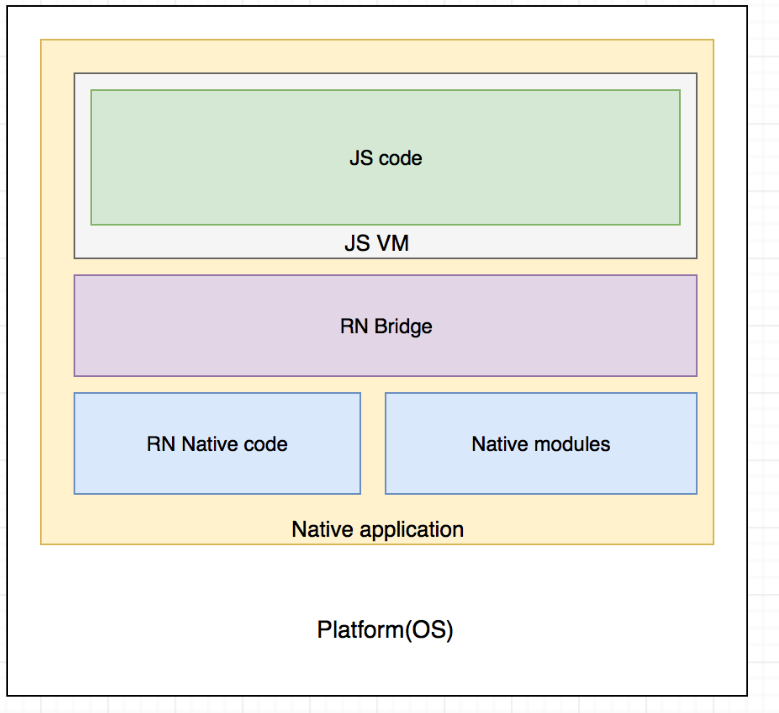 JS code
JS VM
RN Bridge
RN Native code
Native modules
Native application
Platform(OS)